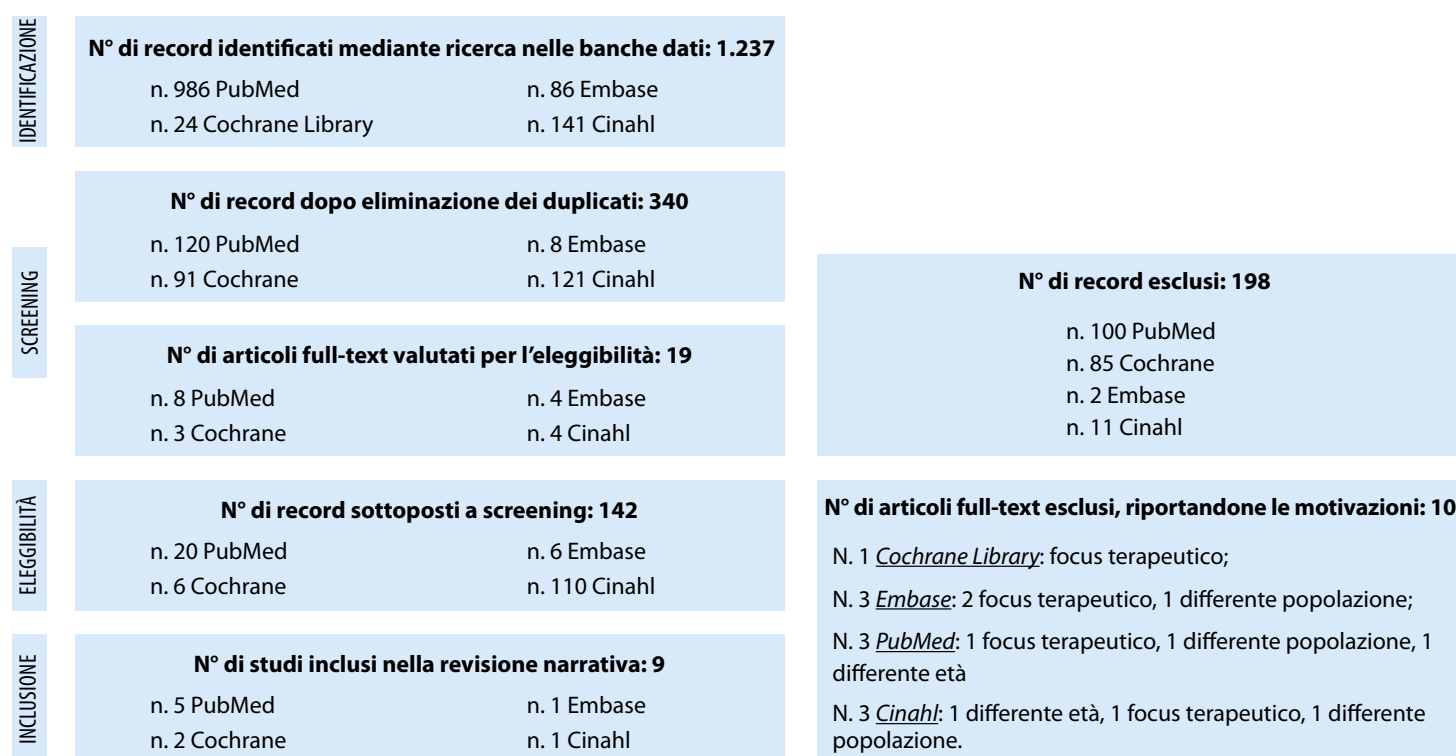 IDENTIFICAZIONE
N° di record identificati mediante ricerca nelle banche dati: 1.237
n. 986 PubMed
n. 86 Embase
n. 24 Cochrane Library
n. 141 Cinahl
SCREENING
N° di record dopo eliminazione dei duplicati: 340
n. 120 PubMed
n. 8 Embase
n. 91 Cochrane
n. 121 Cinahl
N° di articoli full-text valutati per l’eleggibilità: 19
n. 8 PubMed
n. 4 Embase
n. 3 Cochrane
n. 4 Cinahl
N° di record esclusi: 198
n. 100 PubMed
n. 85 Cochrane
n. 2 Embase
n. 11 Cinahl
ELEGGIBILITÀ
N° di record sottoposti a screening: 142
n. 20 PubMed
n. 6 Embase
n. 6 Cochrane
n. 110 Cinahl
N° di articoli full-text esclusi, riportandone le motivazioni: 10
N. 1 Cochrane Library: focus terapeutico;
N. 3 Embase: 2 focus terapeutico, 1 differente popolazione;
N. 3 PubMed: 1 focus terapeutico, 1 differente popolazione, 1
differente età
N. 3 Cinahl: 1 differente età, 1 focus terapeutico, 1 differente
popolazione.
INCLUSIONE
N° di studi inclusi nella revisione narrativa: 9
n. 5 PubMed
n. 1 Embase
n. 2 Cochrane
n. 1 Cinahl